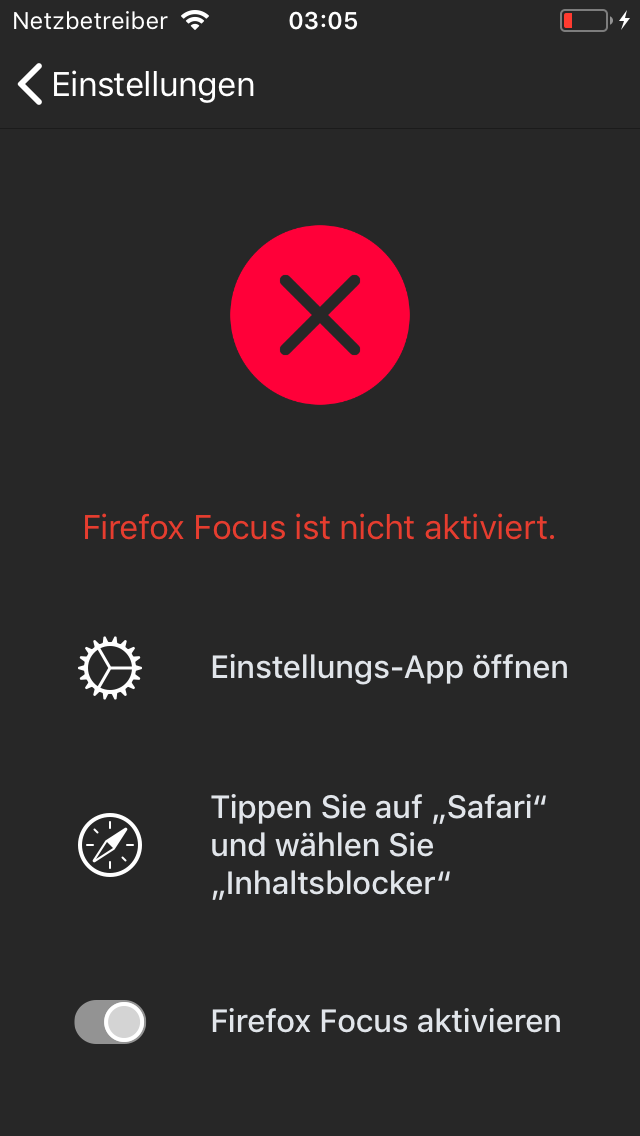 Netzbetreiber 03:05
Einstellungen
Firefox Focus ist nicht aktiviert.
Einstellungs-App öffnen
Tippen Sie auf „Safari“
und wählen Sie
„Inhaltsblocker“
Firefox Focus aktivieren